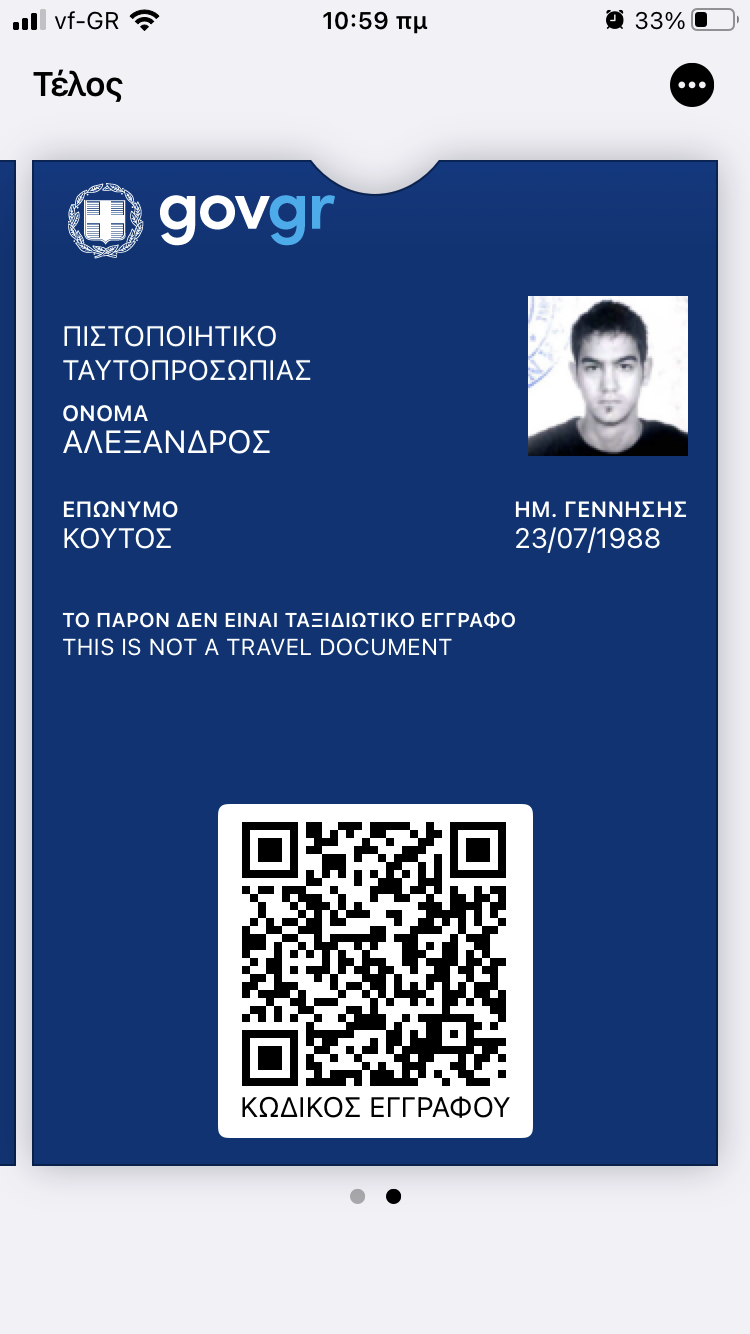 vf-GR 10:59 πμ 33%
Τέλος
govgr
ΠΙΣΤΟΠΟΙΗΤΙΚΟ
ΤΑΥΤΟΠΡΟΣΩΠΙΑΣ
ΟΝΟΜΑ
ΑΛΕΞΑΝΔΡΟΣ
ΕΠΩΝΥΜΟ ΗΜ. ΓΕΝΝΗΣΗΣ
ΚΟΥΤΟΣ 23/07/1988
ΤΟ ΠΑΡΟΝ ΔΕΝ ΕΙΝΑΙ ΤΑΞΙΔΙΩΤΙΚΟ ΕΓΓΡΑΦΟ
THIS IS NOT A TRAVEL DOCUMENT
ΚΩΔΙΚΟΣ ΕΓΓΡΑΦΟΥ